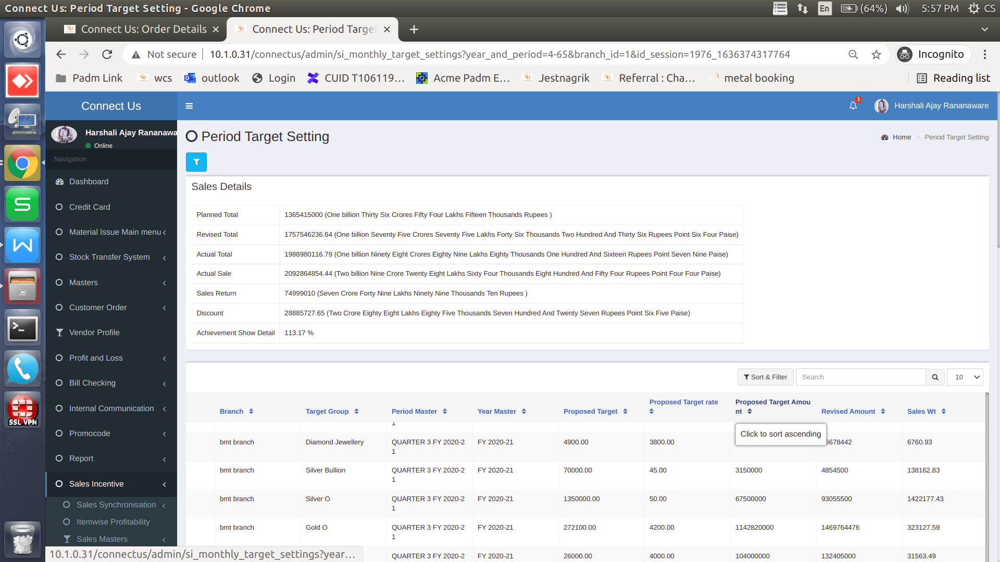 Connect Us: Period Target Setting - Google Chrome
En (64%) 5:57 PM CS
Connect Us: Order Details
Connect Us: Period Targe
Not secure 10.1.0.31/connectus/admin/si_monthly_target_settings?year_and_period=4-65&branch_id=1&id_session=1976_1636374317764 Incognito
Padm Link wcs outlook Login CUID T106119... Acme Padm E... Jestnagrik Referral : Cha... metal booking Reading list
Connect Us 1 Harshali Ajay Rananaware
Harshali Ajay Rananawa
Online
Navigation
Dashboard
Credit Card
Material Issue Main menu
Stock Transfer System
Masters
Customer Order
Vendor Profile
Profit and Loss
Bill Checking
Internal Communication
Promocode
Report
Sales Incentive
Sales Synchronisation
Itemwise Profitability
Sales Masters
SSL VPN
Period Target Setting
Home > Period Target Setting
Sales Details
Planned Total 1365415000 (One billion Thirty Six Crores Fifty Four Lakhs Fifteen Thousands Rupees )
Revised Total 1757546236.64 (One billion Seventy Five Crores Seventy Five Lakhs Forty Six Thousands Two Hundred And Thirty Six Rupees Point Six Four Paise)
Actual Total 1988980116.79 (One billion Ninety Eight Crores Eighty Nine Lakhs Eighty Thousands One Hundred And Sixteen Rupees Point Seven Nine Paise)
Actual Sale 2092864854.44 (Two billion Nine Crore Twenty Eight Lakhs Sixty Four Thousands Eight Hundred And Fifty Four Rupees Point Four Four Paise)
Sales Return 74999010 (Seven Crore Forty Nine Lakhs Ninety Nine Thousands Ten Rupees )
Discount 28885727.65 (Two Crore Eighty Eight Lakhs Eighty Five Thousands Seven Hundred And Twenty Seven Rupees Point Six Five Paise)
Achievement Show Detail 113.17 %
Sort & Filter Search 10
Branch Target Group Period Master Year Master Proposed Target Proposed Target rate Proposed Target Amou
nt Revised Amount Sales Wt
1
Click to sort ascending
bmt branch Diamond Jewellery QUARTER 3 FY 2020-2 FY 2020-21 4900.00 3800.00 6678442 6760.93
1
bmt branch Silver Bullion QUARTER 3 FY 2020-2 FY 2020-21 70000.00 45.00 3150000 4854500 138162.83
1
bmt branch Silver O QUARTER 3 FY 2020-2 FY 2020-21 1350000.00 50.00 67500000 93055500 1422177.43
1
bmt branch Gold O QUARTER 3 FY 2020-2 FY 2020-21 272100.00 4200.00 1142820000 1469764476 323127.59
1
QUARTER 3 FY 2020-2 FY 2020-21 26000.00 4000.00 104000000 132405000 31563.49
10.1.0.31/connectus/admin/si_monthly_target_settings?year...